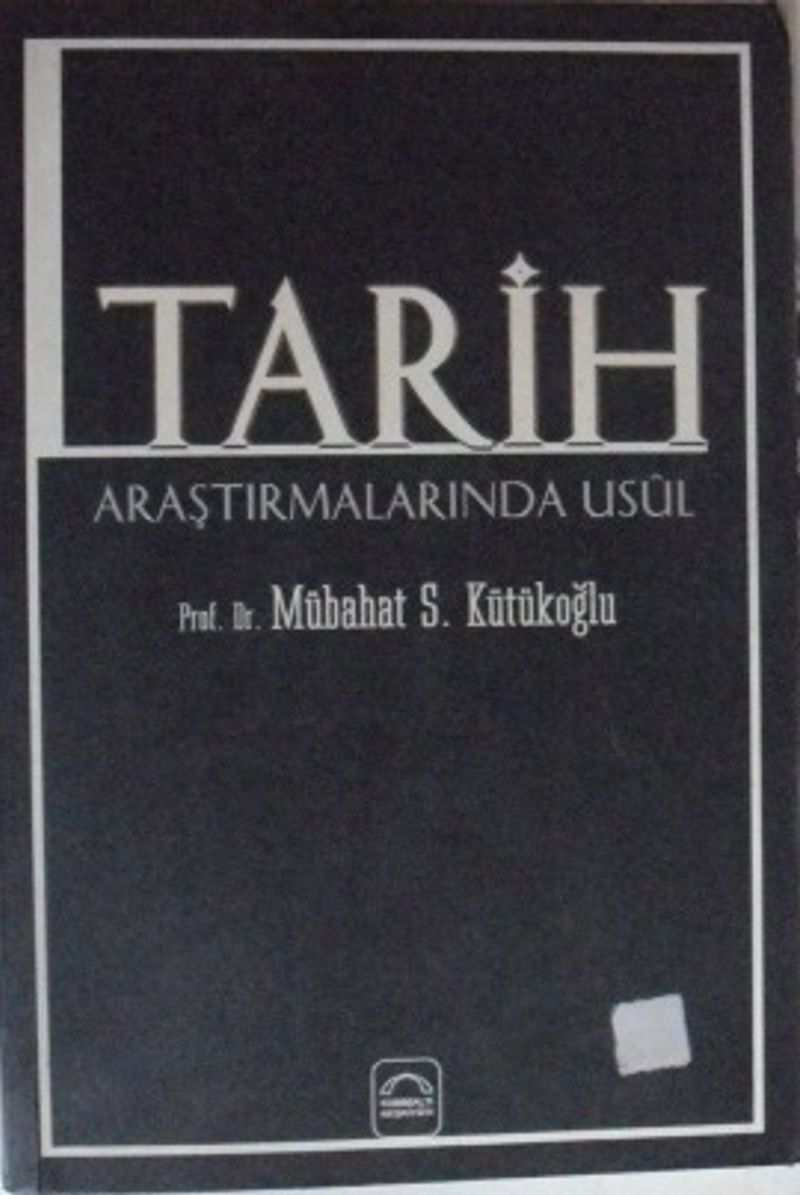 TARİH
ARAŞTIRMALARINDA USÛL
Prof. Dr. Mübahat S. Kütükoğlu